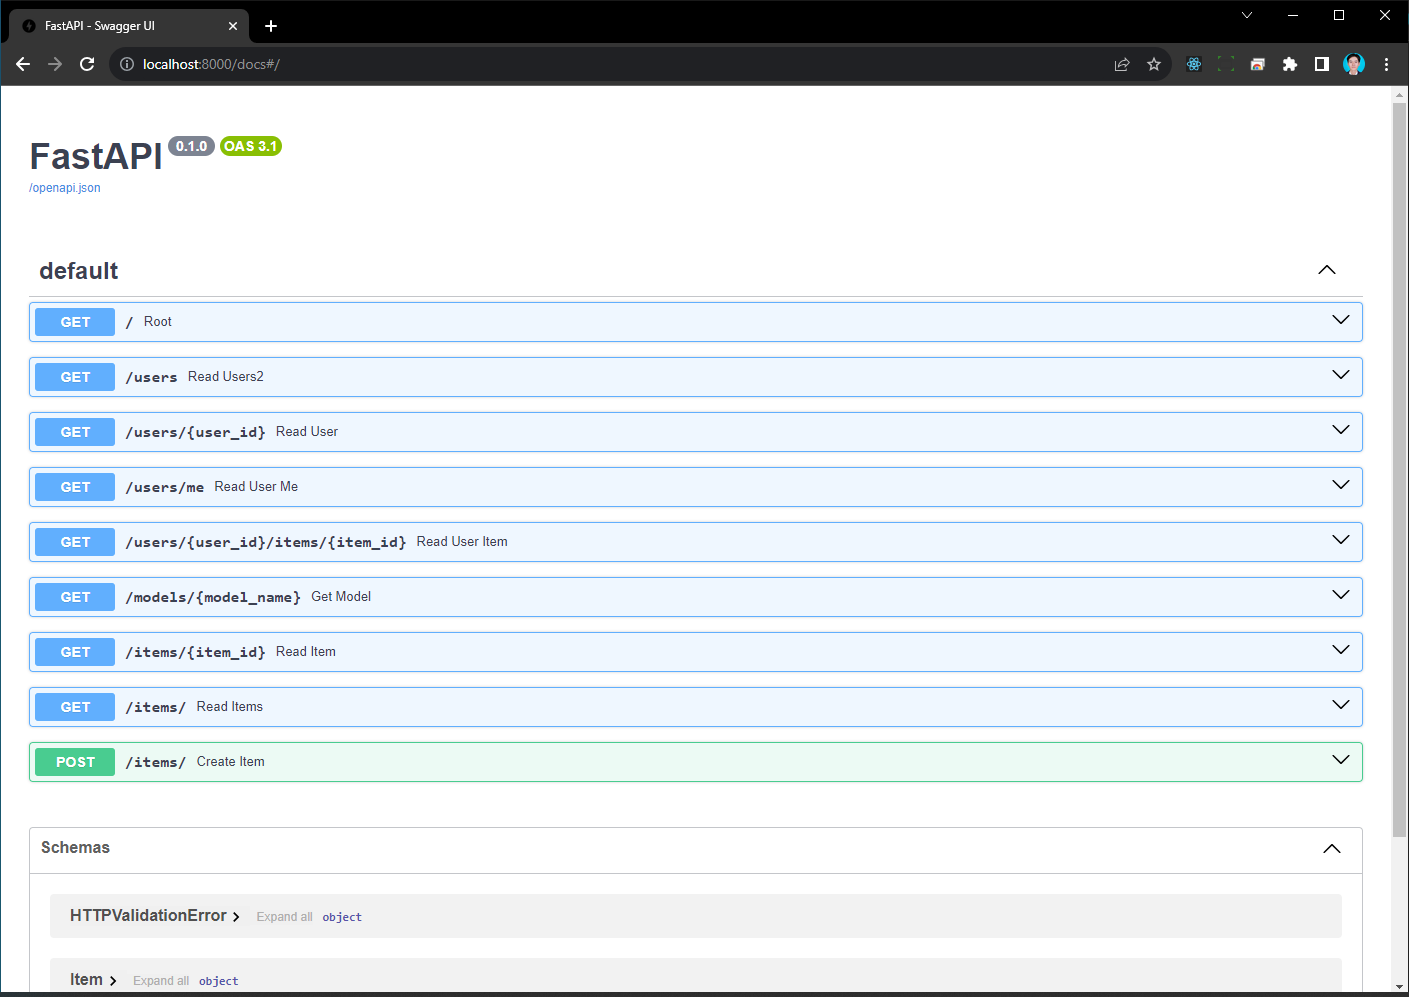 FastAPI - Swagger UI
localhost:8000/docs#/
FastAPI 0.1.0 OAS 3.1
/openapi.json
default
GET / Root
GET /users Read Users2
GET /users/{user_id} Read User
GET /users/me Read User Me
GET /users/{user_id}/items/{item_id} Read User Item
GET /models/{model_name} Get Model
GET /items/{item_id} Read Item
GET /items/ Read Items
POST /items/ Create Item
Schemas
HTTPValidationError Expand all object
Item Expand all object